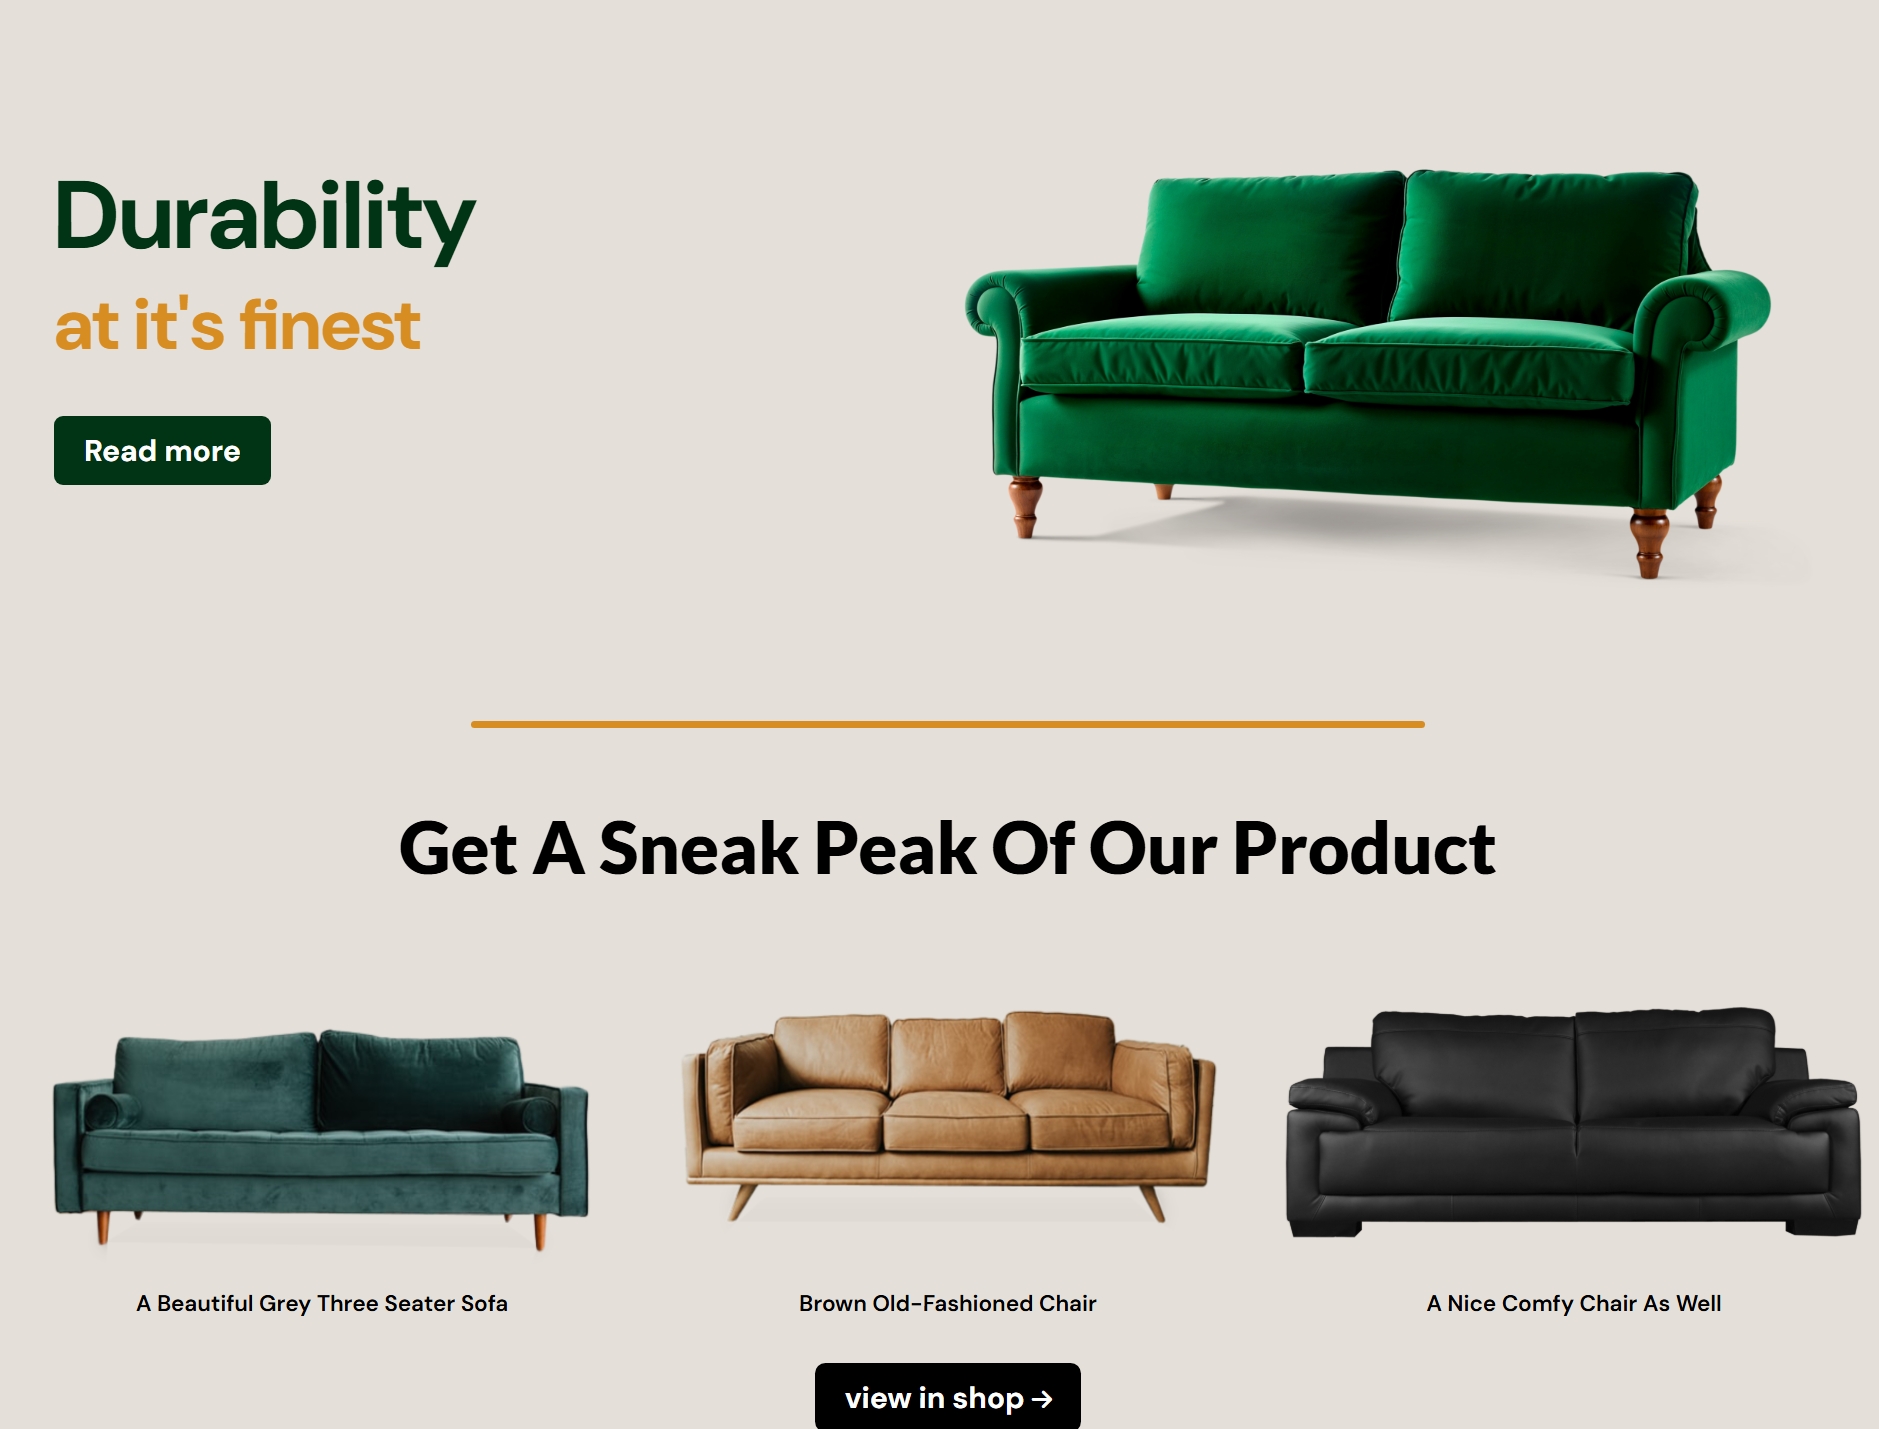 Durability
at it's finest
Read more
Get A Sneak Peak Of Our Product
A Beautiful Grey Three Seater Sofa
Brown Old-Fashioned Chair
A Nice Comfy Chair As Well
view in shop →